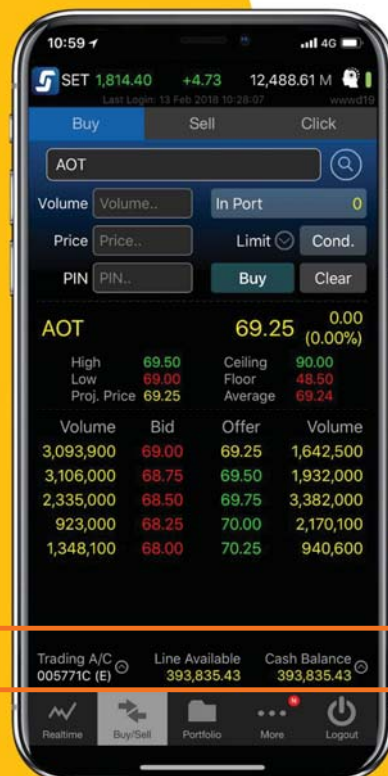 10:59 4G
SET 1,814.40 +4.73 12,488.61 M
Last Login: 13 Feb 2018 10:28:07 wwwd19
Buy Sell Click
AOT
Volume Volume.. In Port 0
Price Price.. Limit Cond.
PIN PIN.. Buy Clear
AOT 69.25 0.00 (0.00%)
High 69.50 Ceiling 90.00
Low 69.00 Floor 48.50
Proj. Price 69.25 Average 69.24
Volume Bid Offer Volume
3,093,900 69.00 69.25 1,642,500
3,106,000 68.75 69.50 1,932,000
2,335,000 68.50 69.75 3,382,000
923,000 68.25 70.00 2,170,100
1,348,100 68.00 70.25 940,600
Trading A/C Line Available Cash Balance
005771C (E) 393,835.43 393,835.43
N
Realtime Buy/Sell Portfolio More Logout